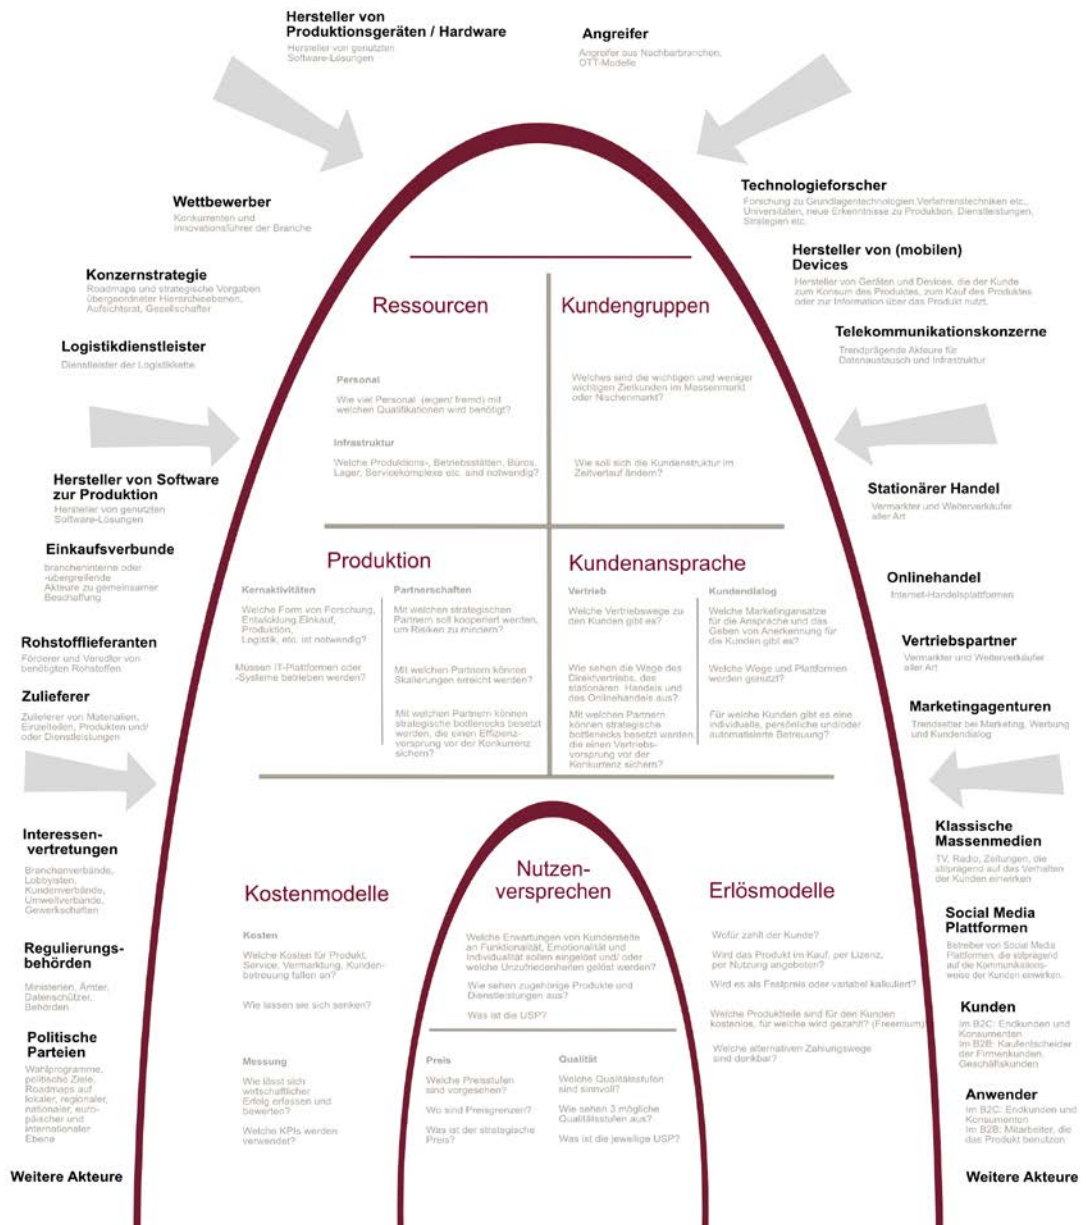 Hersteller von
Produktionsgeräten / Hardware
Hersteller von genutzten
Software-Lösungen
Angreifer
Angreifer aus Nachbarbranchen,
OTT-Modelle
Wettbewerber
Konkurrenten und
Innovationsführer der Branche
Konzernstrategie
Roadmaps und strategische Vorgaben
übergeordneter Hierarchieebenen,
Aufsichtsrat, Gesellschafter
Logistikdienstleister
Dienstleister der Logistikkette
Hersteller von Software
zur Produktion
Hersteller von genutzten
Software-Lösungen
Einkaufsverbunde
brancheninterne oder
-übergreifende
Akteure zu gemeinsamer
Beschaffung
Rohstofflieferanten
Förderer und Veredler von
benötigten Rohstoffen
Zulieferer
Zulieferer von Materialien,
Einzelteilen, Produkten und/
oder Dienstleistungen
Interessen-
vertretungen
Branchenverbände,
Lobbyisten,
Kundenverbände,
Umweltverbände,
Gewerkschaften
Regulierungs-
behörden
Ministerien, Ämter,
Datenschützer,
Behörden
Politische
Parteien
Wahlprogramme,
politische Ziele,
Roadmaps auf
lokaler, regionaler,
nationaler, euro-
päischer und
internationaler
Ebene
Weitere Akteure
Ressourcen
Personal
Wie viel Personal (eigen/ fremd) mit
welchen Qualifikationen wird benötigt?
Infrastruktur
Welche Produktions-, Betriebsstätten, Büros,
Lager, Servicekomplexe etc. sind notwendig?
Kundengruppen
Welches sind die wichtigen und weniger
wichtigen Zielkunden im Massenmarkt
oder Nischenmarkt?
Wie soll sich die Kundenstruktur im
Zeitverlauf ändern?
Produktion
Kernaktivitäten
Welche Form von Forschung,
Entwicklung Einkauf,
Produktion,
Logistik, etc. ist notwendig?
Müssen IT-Plattformen oder
-Systeme betrieben werden?
Partnerschaften
Mit welchen strategischen
Partnern soll kooperiert werden,
um Risiken zu mindern?
Mit welchen Partnern können
Skalierungen erreicht werden?
Mit welchen Partnern können
strategische bottlenecks besetzt
werden, die einen Effizienz-
vorsprung vor der Konkurrenz
sichern?
Kundenansprache
Vertrieb
Welche Vertriebswege zu
den Kunden gibt es?
Wie sehen die Wege des
Direktvertriebs, des
stationären Handels und
des Onlinehandels aus?
Mit welchen Partnern
können strategische
bottlenecks besetzt werden,
die einen Vertriebs-
vorsprung vor der
Konkurrenz sichern?
Kundendialog
Welche Marketingansätze
für die Ansprache und das
Geben von Anerkennung für
die Kunden gibt es?
Welche Wege und Plattformen
werden genutzt?
Für welche Kunden gibt es eine
individuelle, persönliche und/oder
automatisierte Betreuung?
Kostenmodelle
Kosten
Welche Kosten für Produkt,
Service, Vermarktung, Kunden-
betreuung fallen an?
Wie lassen sie sich senken?
Messung
Wie lässt sich
wirtschaftlicher
Erfolg erfassen und
bewerten?
Welche KPIs werden
verwendet?
Nutzen-
versprechen
Welche Erwartungen von Kundenseite
an Funktionalität, Emotionalität und
Individualität sollen eingelöst und/ oder
welche Unzufriedenheiten gelöst werden?
Wie sehen zugehörige Produkte und
Dienstleistungen aus?
Was ist die USP?
Preis
Welche Preisstufen
sind vorgesehen?
Wo sind Preisgrenzen?
Was ist der strategische
Preis?
Qualität
Welche Qualitätsstufen
sind sinnvoll?
Wie sehen 3 mögliche
Qualitätsstufen aus?
Was ist die jeweilige USP?
Erlösmodelle
Wofür zahlt der Kunde?
Wird das Produkt im Kauf, per Lizenz,
per Nutzung angeboten?
Wird es als Festpreis oder variabel kalkuliert?
Welche Produktteile sind für den Kunden
kostenlos, für welche wird gezahlt? (Freemium)
Welche alternativen Zahlungswege
sind denkbar?
Technologieforscher
Forschung zu Grundlagentechnologien Verfahrenstechniken etc.,
Universitäten, neue Erkenntnisse zu Produktion, Dienstleistungen,
Strategien etc.
Hersteller von (mobilen)
Devices
Hersteller von Geräten und Devices, die der Kunde
zum Konsum des Produktes, zum Kauf des Produktes
oder zur Information über das Produkt nutzt.
Telekommunikationskonzerne
Trendprägende Akteure für
Datenaustausch und Infrastruktur
Stationärer Handel
Vermarkter und Weiterverkäufer
aller Art
Onlinehandel
Internet-Handelsplattformen
Vertriebspartner
Vermarkter und Weiterverkäufer
aller Art
Marketingagenturen
Trendsetter bei Marketing, Werbung
und Kundendialog
Klassische
Massenmedien
TV, Radio, Zeitungen, die
stilprägend auf das Verhalten
der Kunden einwirken
Social Media
Plattformen
Betreiber von Social Media
Plattformen, die stilprägend
auf die Kommunikations-
weise der Kunden einwirken.
Kunden
Im B2C: Endkunden und
Konsumenten
Im B2B: Kaufentscheider
der Firmenkunden,
Geschäftskunden
Anwender
Im B2C: Endkunden und
Konsumenten
Im B2B: Mitarbeiter, die
das Produkt benutzen
Weitere Akteure